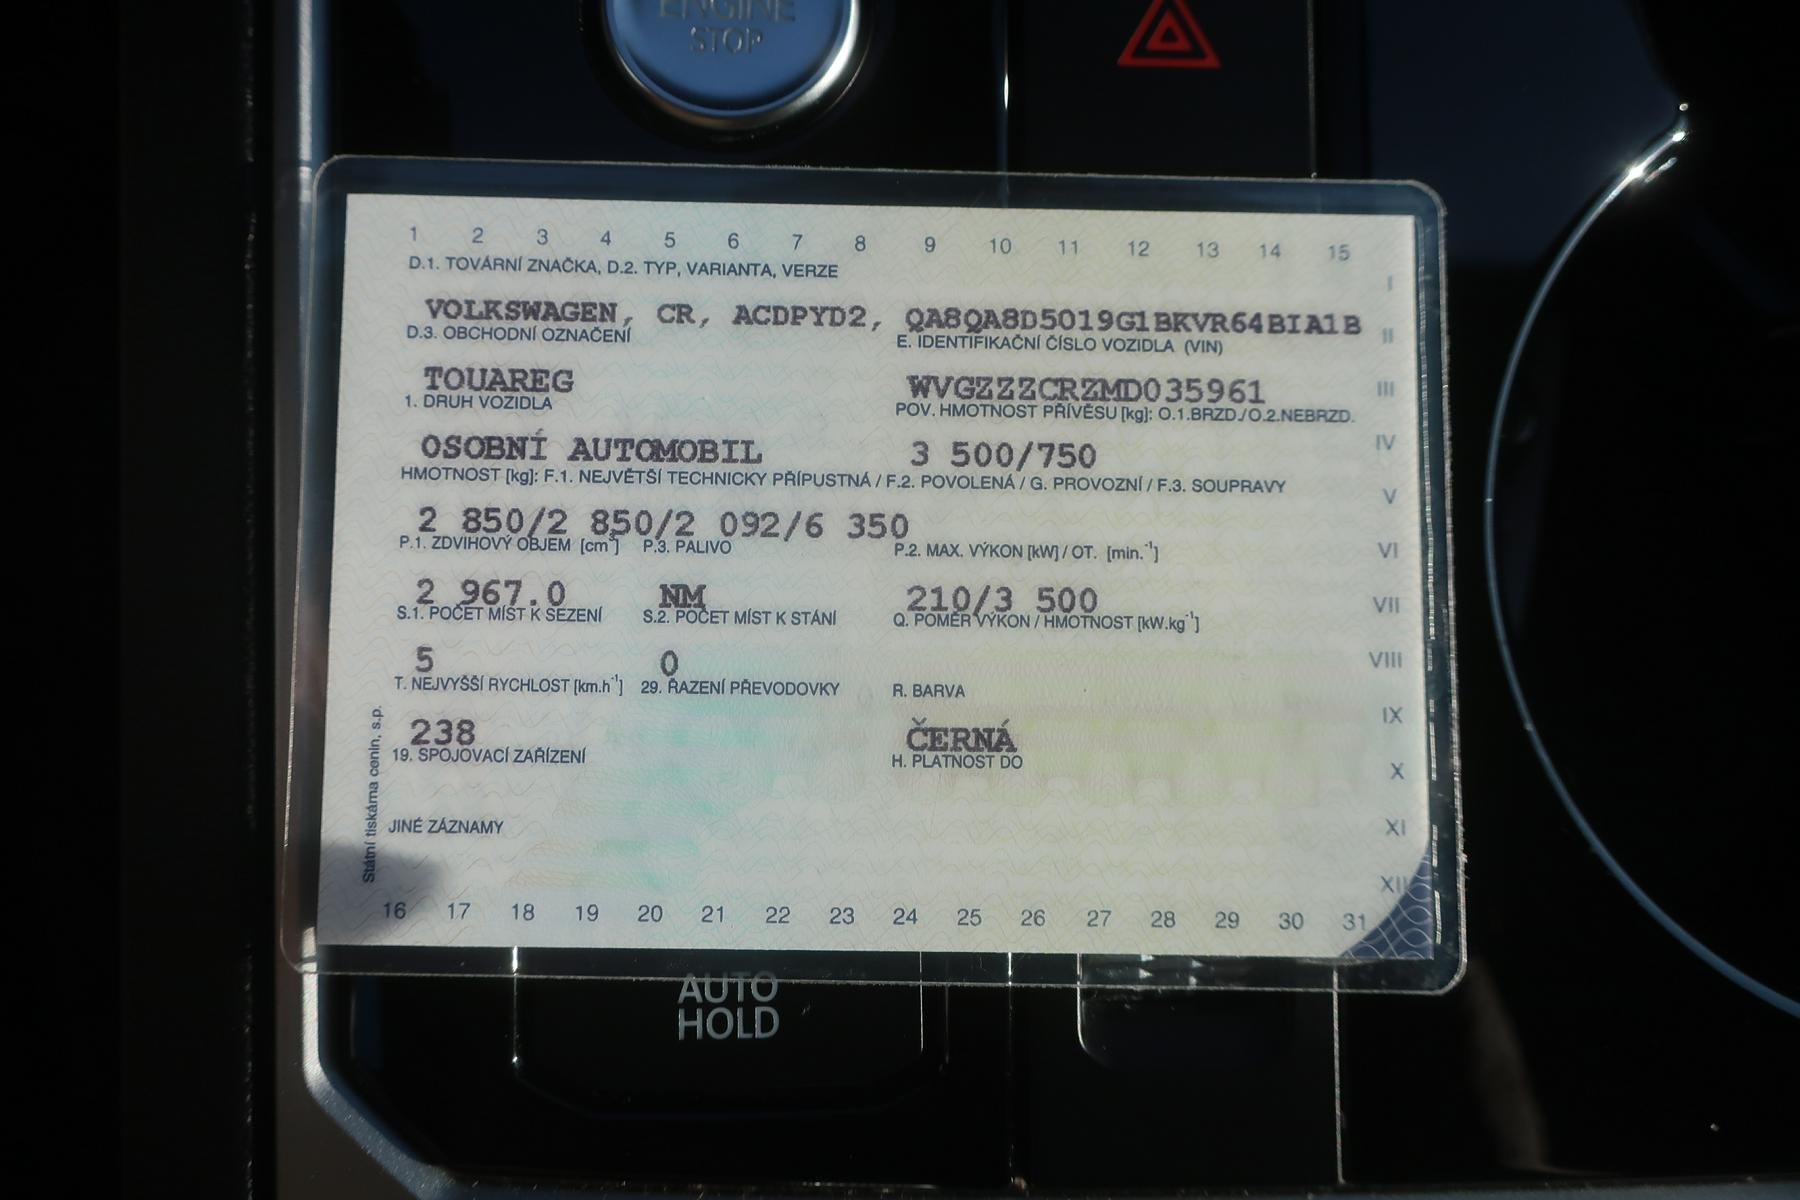 ENGINE
STOP
1 2 3 4 5 6 7 8 9 10 11 12 13 14 15
D.1. TOVÁRNÍ ZNAČKA, D.2. TYP, VARIANTA, VERZE
I
VOLKSWAGEN, CR, ACDPYD2, QA8QA8D5019G1BKVR64BIA1B
II
D.3. OBCHODNÍ OZNAČENÍ E. IDENTIFIKAČNÍ ČÍSLO VOZIDLA (VIN)
TOUAREG WVGZZZCRZMD035961
III
1. DRUH VOZIDLA POV. HMOTNOST PŘÍVĚSU [kg]: O.1.BRZD./O.2.NEBRZD.
OSOBNÍ AUTOMOBIL 3 500/750
IV
HMOTNOST [kg]: F.1. NEJVĚTŠÍ TECHNICKY PŘÍPUSTNÁ / F.2. POVOLENÁ / G. PROVOZNÍ / F.3. SOUPRAVY
V
2 850/2 850/2 092/6 350
P.1. ZDVIHOVÝ OBJEM [cm³] P.3. PALIVO P.2. MAX. VÝKON [kW] / OT. [min.⁻¹]
VI
2 967.0 NM 210/3 500
VII
S.1. POČET MÍST K SEZENÍ S.2. POČET MÍST K STÁNÍ Q. POMĚR VÝKON / HMOTNOST [kW.kg⁻¹]
5 0
VIII
T. NEJVYŠŠÍ RYCHLOST [km.h⁻¹] 29. ŘAZENÍ PŘEVODOVKY R. BARVA
IX
238 ČERNÁ
19. SPOJOVACÍ ZAŘÍZENÍ H. PLATNOST DO
X
JINÉ ZÁZNAMY
XI
Státní tiskárna cenin, s.p.
XII
16 17 18 19 20 21 22 23 24 25 26 27 28 29 30 31
AUTO
HOLD